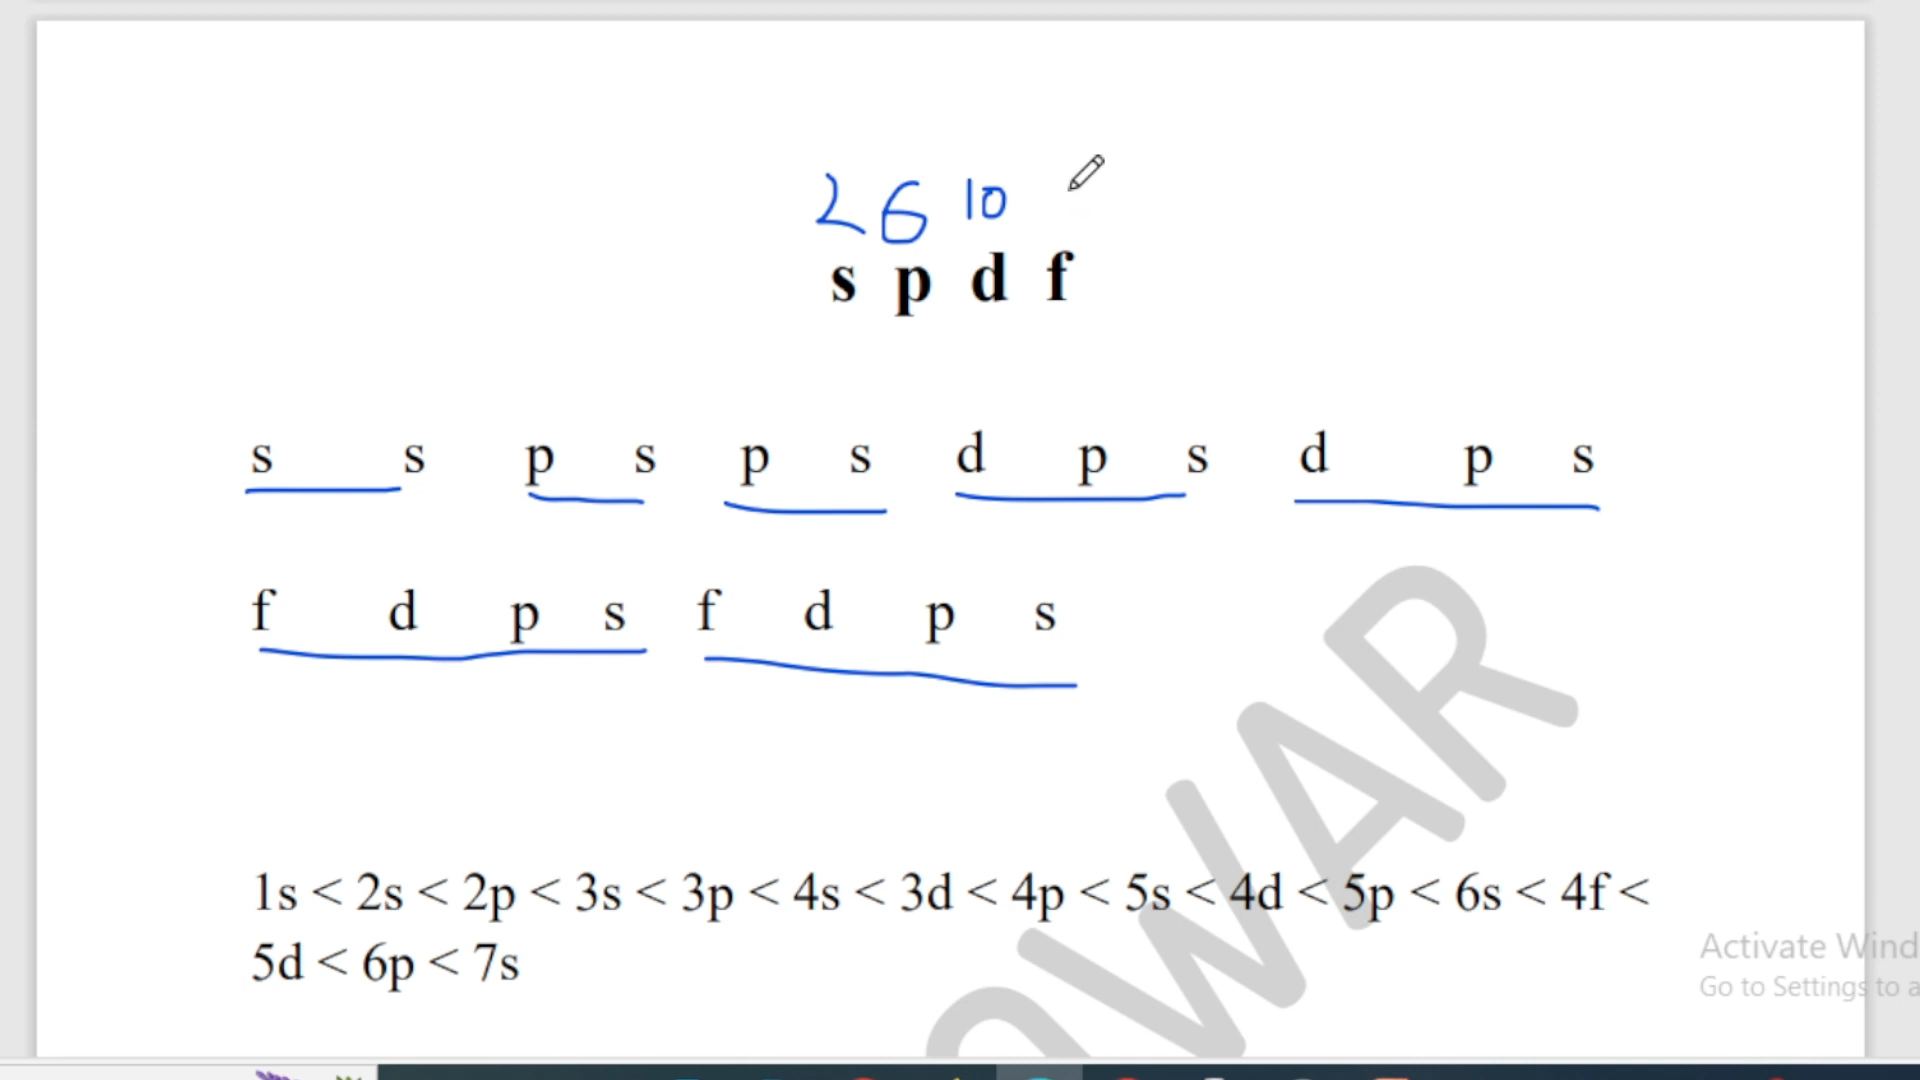 2 6 10
s p d f
s s p s p s d p s d p s
f d p s f d p s
1s < 2s < 2p < 3s < 3p < 4s < 3d < 4p < 5s < 4d < 5p < 6s < 4f <
5d < 6p < 7s
WAR
Activate Wind
Go to Settings to a